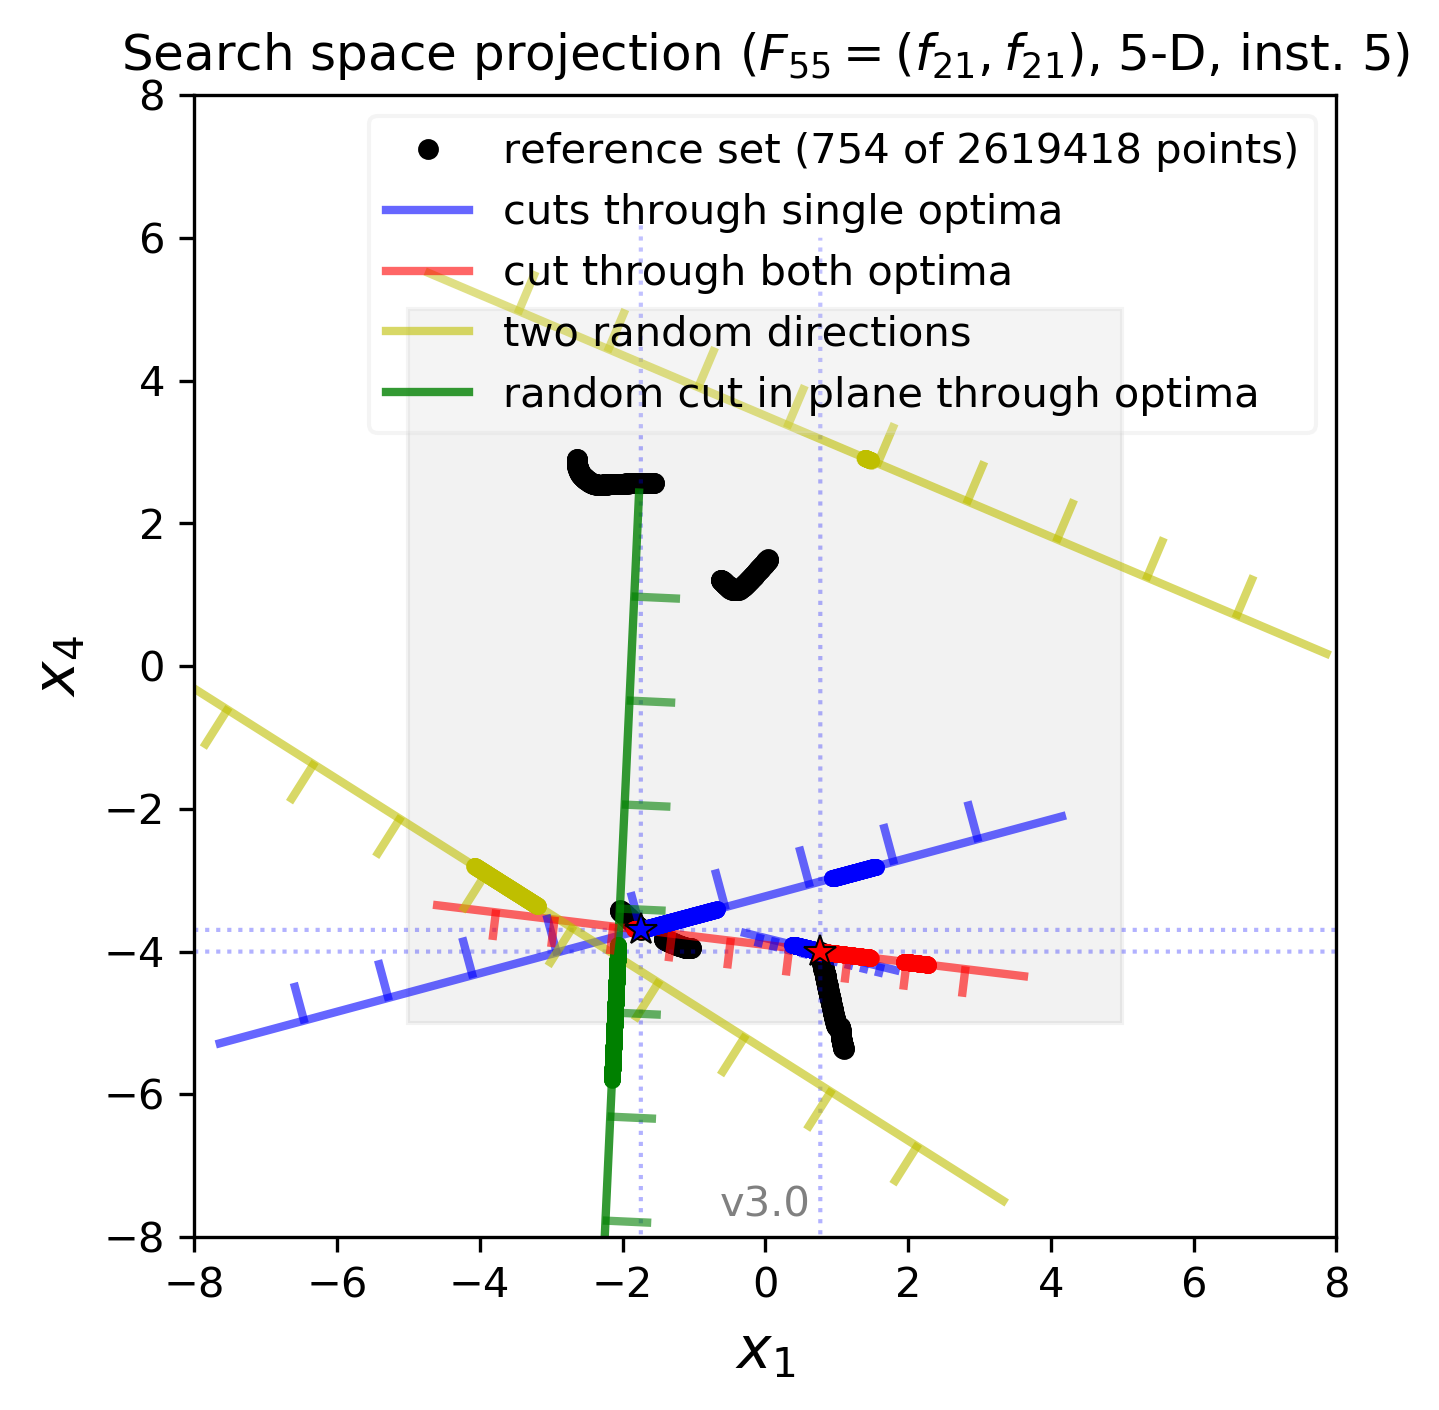 Search space projection (F₅₅ = (f₂₁, f₂₁), 5-D, inst. 5)
reference set (754 of 2619418 points)
cuts through single optima
cut through both optima
two random directions
random cut in plane through optima
8
6
4
2
0
−2
−4
−6
−8
x₄
v3.0
−8 −6 −4 −2 0 2 4 6 8
x₁